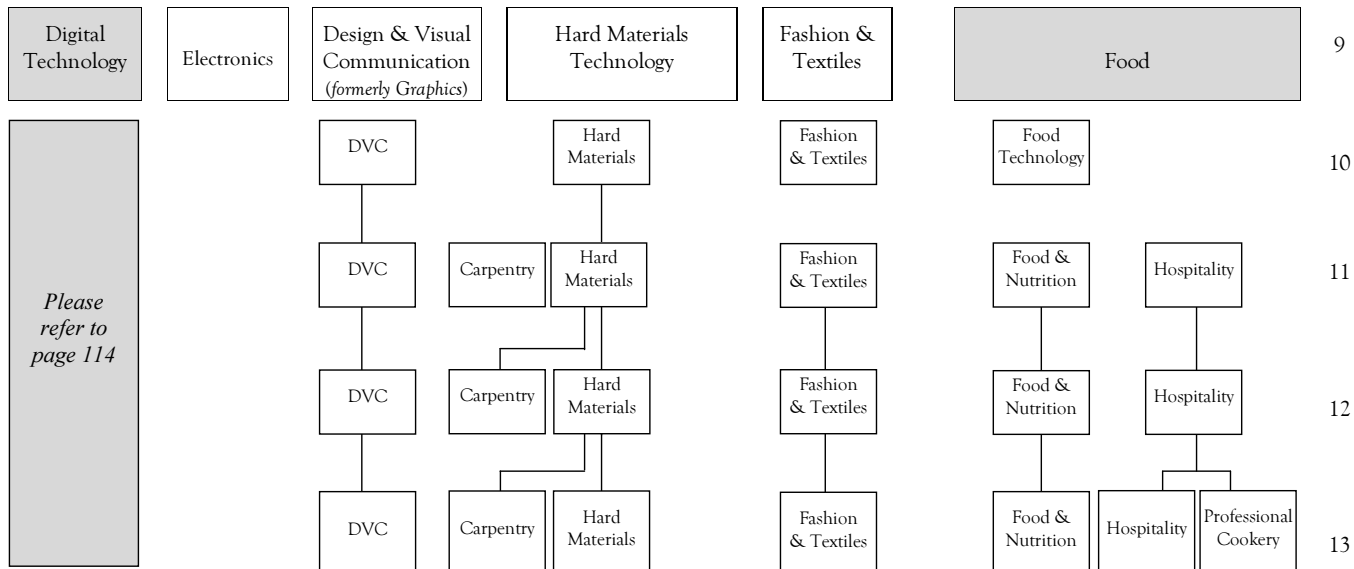 Digital
Technology
Electronics
Design & Visual
Communication
(formerly Graphics)
Hard Materials
Technology
Fashion &
Textiles
Food
9
DVC
Hard
Materials
Fashion
& Textiles
Food
Technology
10
Please
refer to
page 114
DVC
Carpentry
Hard
Materials
Fashion
& Textiles
Food &
Nutrition
Hospitality
11
DVC
Carpentry
Hard
Materials
Fashion
& Textiles
Food &
Nutrition
Hospitality
12
DVC
Carpentry
Hard
Materials
Fashion
& Textiles
Food &
Nutrition
Hospitality
Professional
Cookery
13